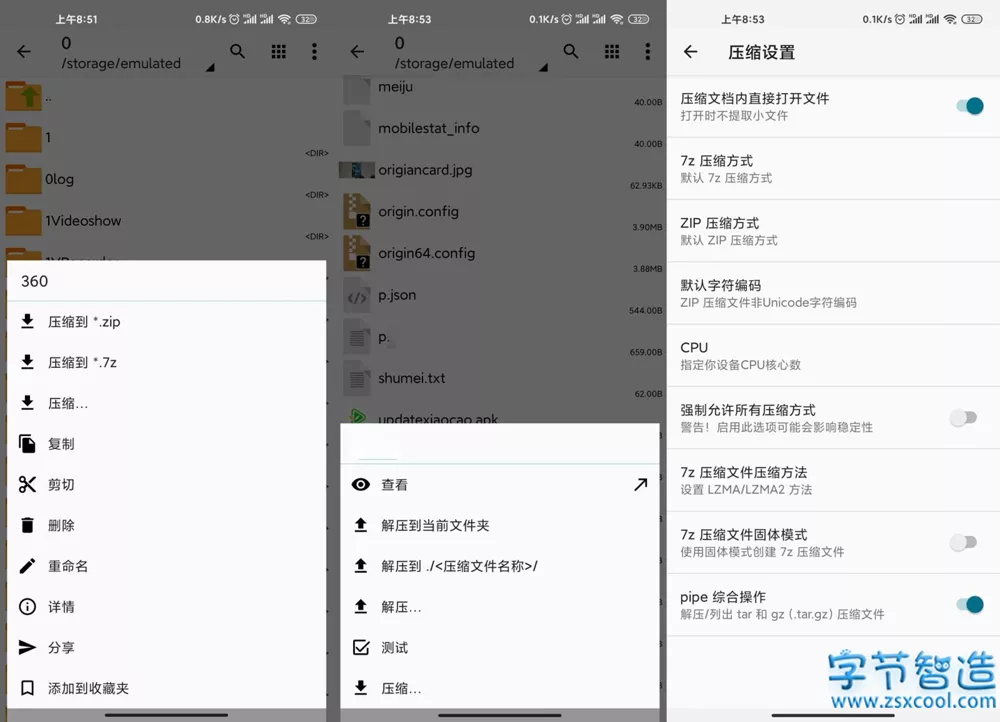 上午8:51
0.8K/s
32
0
/storage/emulated
..
1
<DIR>
0log
<DIR>
1Videoshow
<DIR>
360
压缩到 *.zip
压缩到 *.7z
压缩...
复制
剪切
删除
重命名
详情
分享
添加到收藏夹
上午8:53
0.1K/s
32
0
/storage/emulated
meiju
40.00B
mobilestat_info
40.00B
origiancard.jpg
62.93KB
origin.config
3.90MB
origin64.config
3.88MB
p.json
544.00B
p.
659.00B
shumei.txt
62.00B
updatexiaocao.apk
查看
解压到当前文件夹
解压到 ./<压缩文件名称>/
解压...
测试
压缩...
上午8:53
0.1K/s
32
压缩设置
压缩文档内直接打开文件
打开时不提取小文件
7z 压缩方式
默认 7z 压缩方式
ZIP 压缩方式
默认 ZIP 压缩方式
默认字符编码
ZIP 压缩文件非Unicode字符编码
CPU
指定你设备CPU核心数
强制允许所有压缩方式
警告！启用此选项可能会影响稳定性
7z 压缩文件压缩方法
设置 LZMA/LZMA2 方法
7z 压缩文件固体模式
使用固体模式创建 7z 压缩文件
pipe 综合操作
解压/列出 tar 和 gz (.tar.gz) 压缩文件
字节智造
www.zsxcool.com